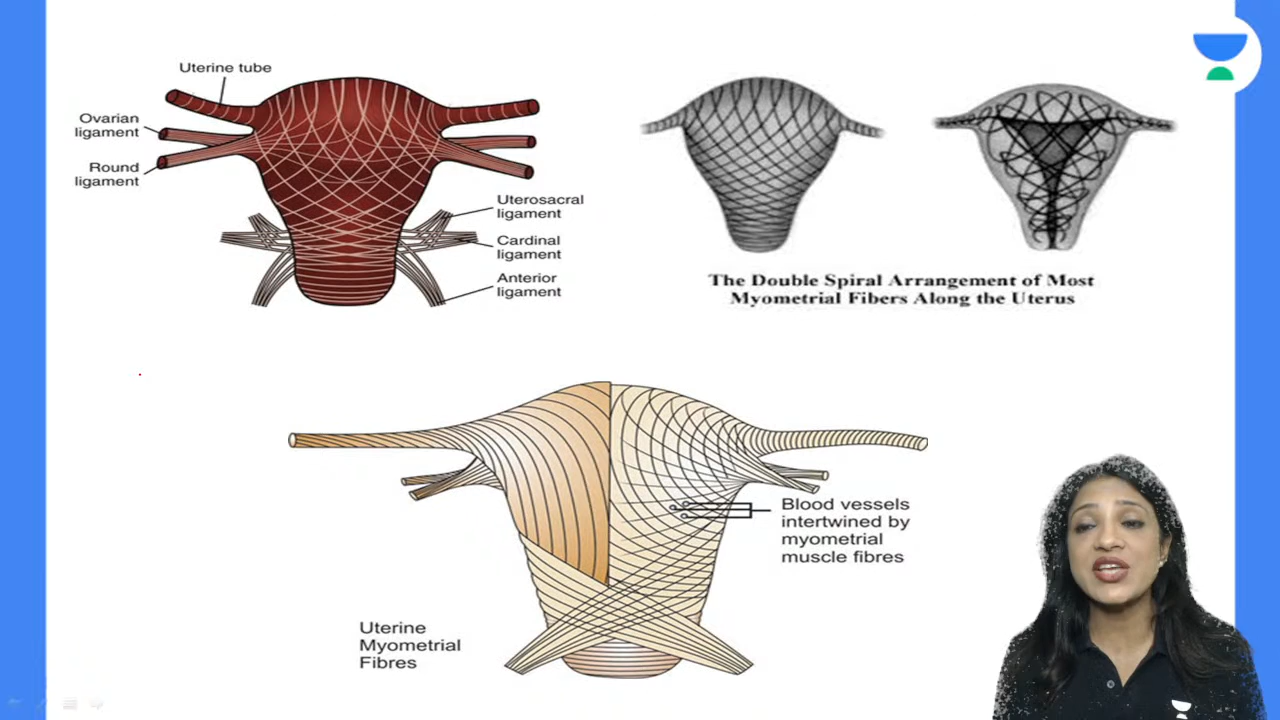 Uterine tube
Ovarian
ligament
Round
ligament
Uterosacral
ligament
Cardinal
ligament
Anterior
ligament
The Double Spiral Arrangement of Most
Myometrial Fibers Along the Uterus
Blood vessels
intertwined by
myometrial
muscle fibres
Uterine
Myometrial
Fibres